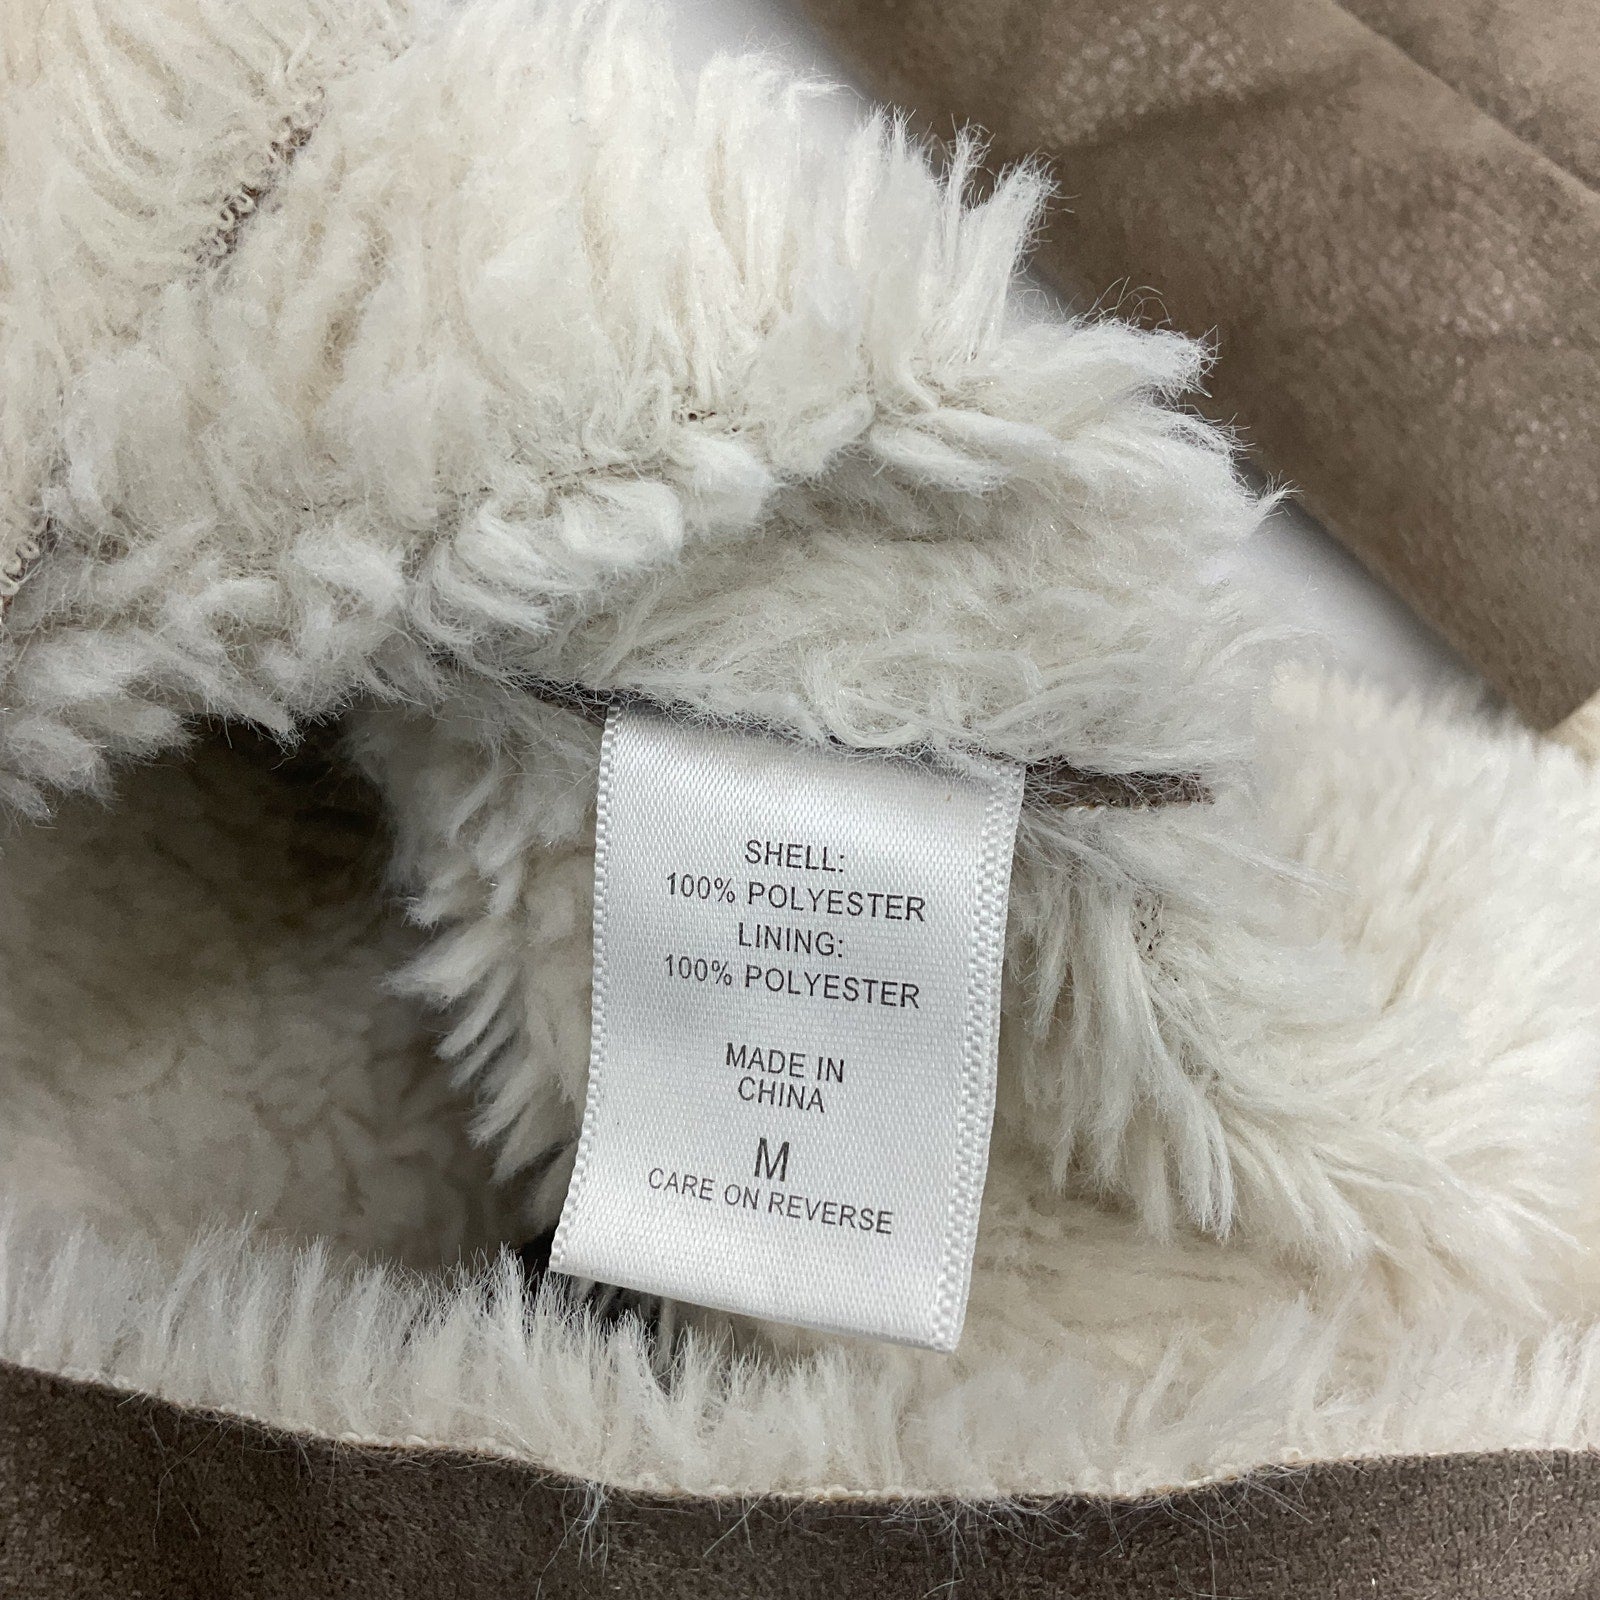 SHELL:
100% POLYESTER
LINING:
100% POLYESTER
MADE IN
CHINA
M
CARE ON REVERSE